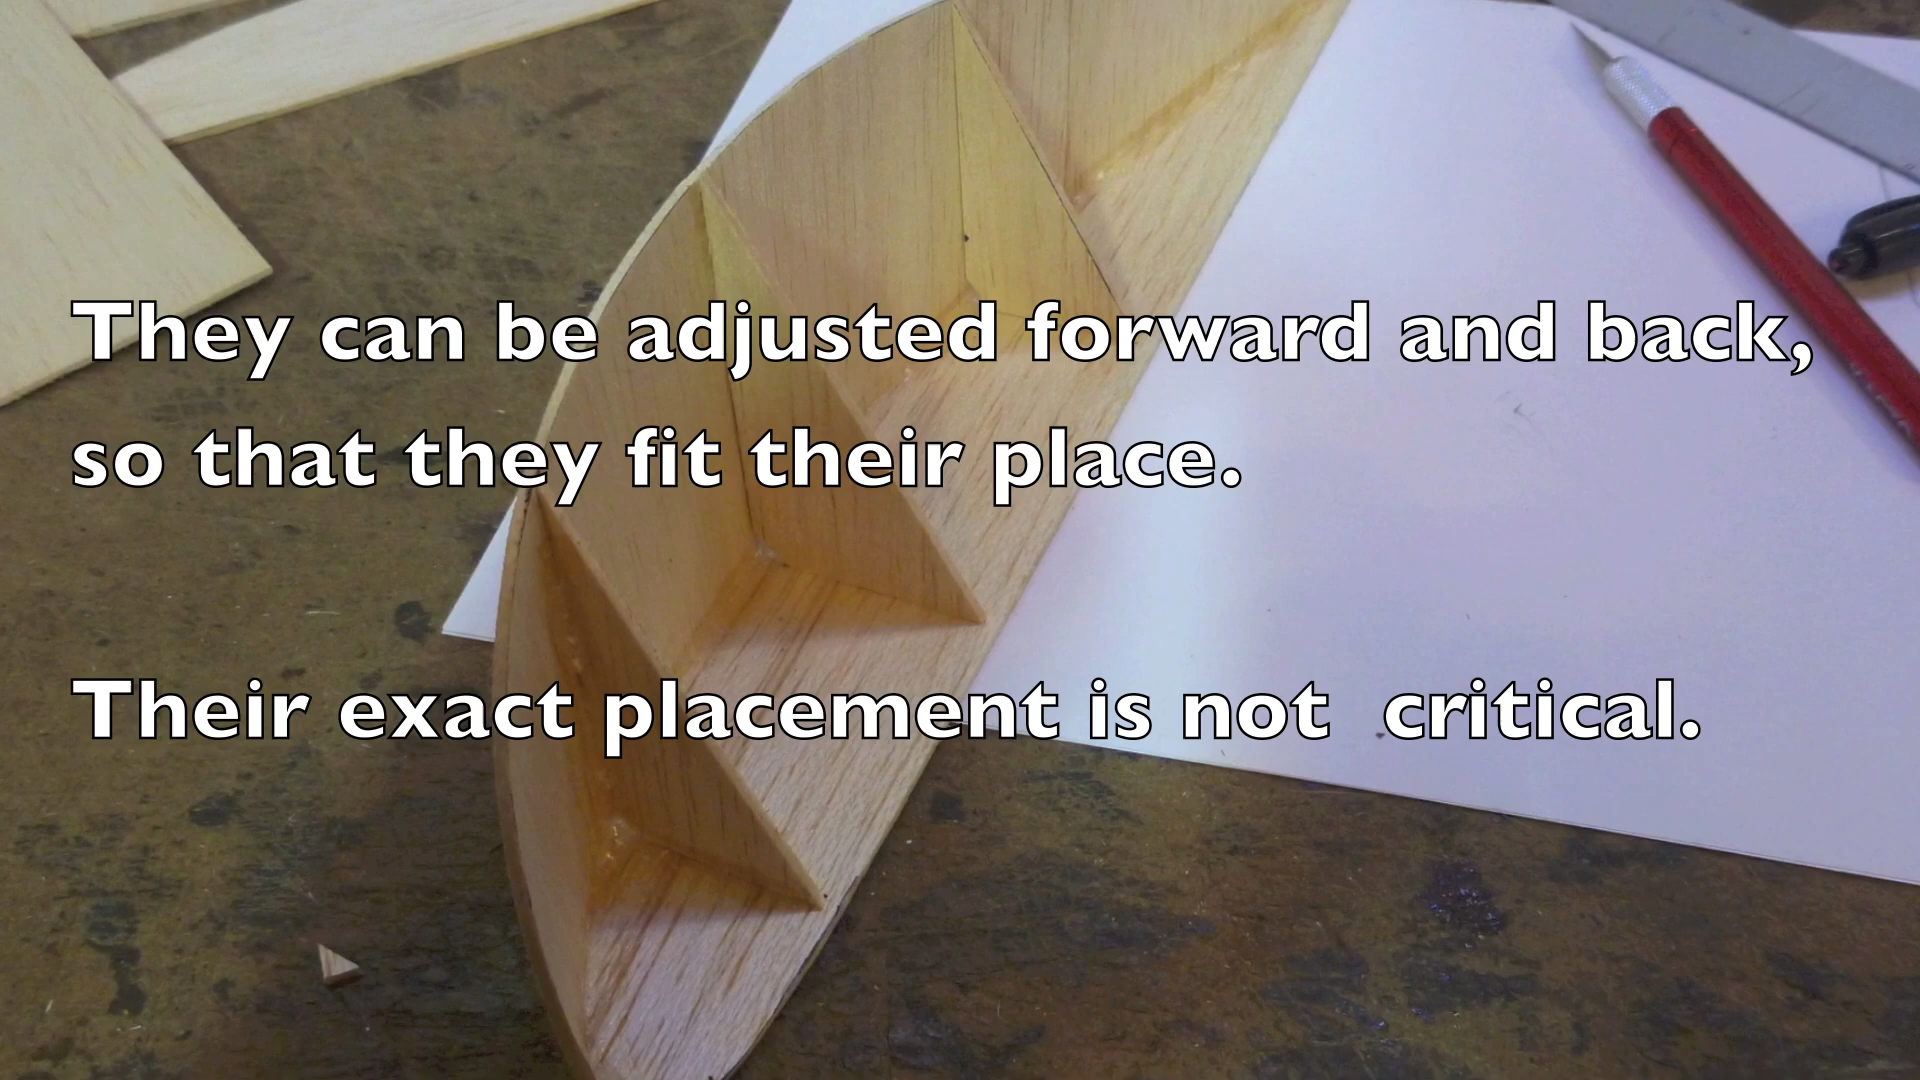 They can be adjusted forward and back,
so that they fit their place.
Their exact placement is not  critical.